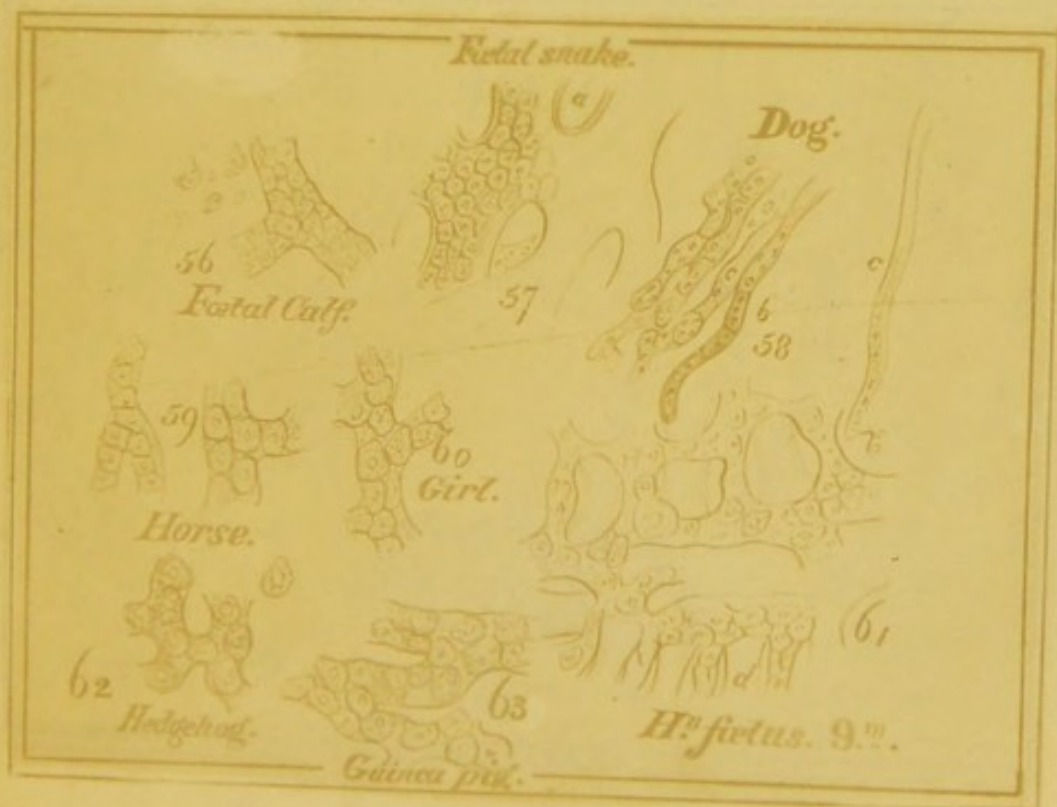 Fœtal snake.
a
Dog.
56
Fœtal Calf.
57
c
b
58
59
60
Girl.
Horse.
61
62
Hedgehog.
63
d
H.n fœtus. 9.m.
Guinea pig.